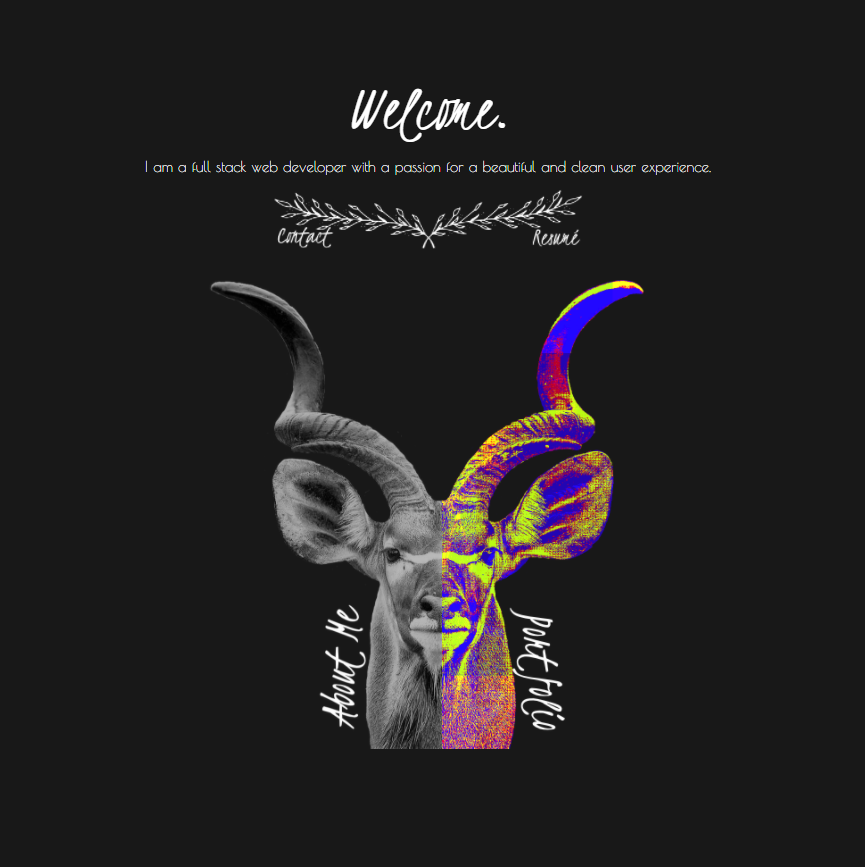 Welcome.
I am a full stack web developer with a passion for a beautiful and clean user experience.
Contact
Resumé
About Me
Portfolio